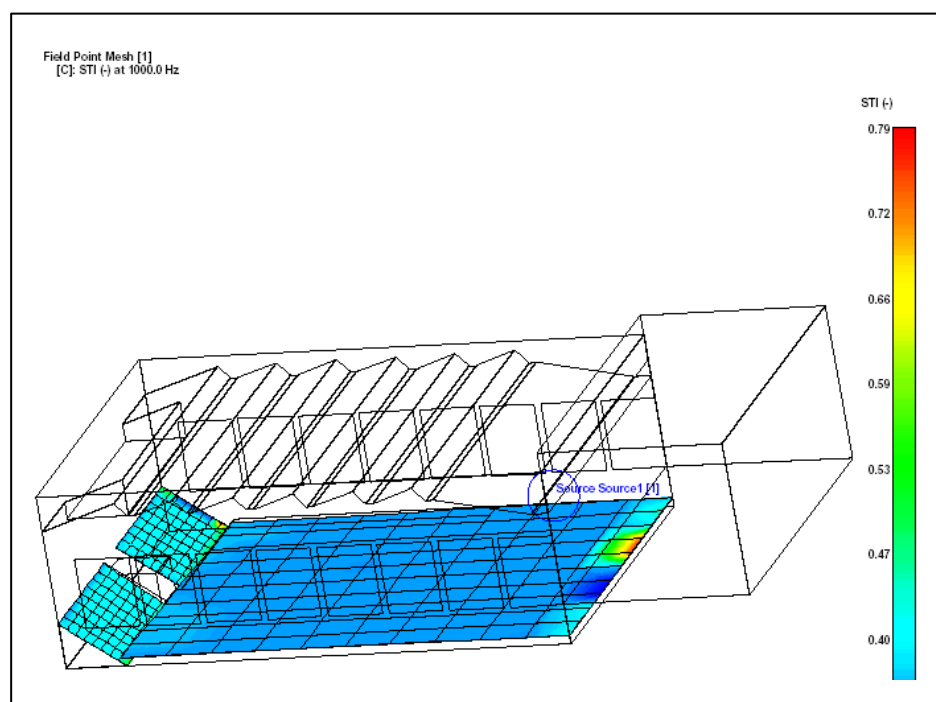 Field Point Mesh [1]
[C]: STI (-) at 1000.0 Hz
STI (-)
0.79
0.72
0.66
0.59
0.53
0.47
0.40
Source Source1 [1]